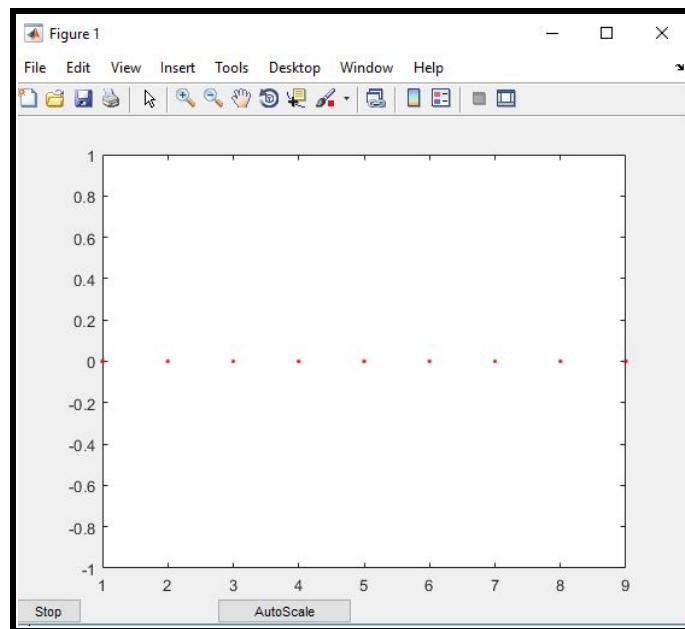 Figure 1
File Edit View Insert Tools Desktop Window Help
1
0.8
0.6
0.4
0.2
0
-0.2
-0.4
-0.6
-0.8
-1
1 2 3 4 5 6 7 8 9
Stop AutoScale